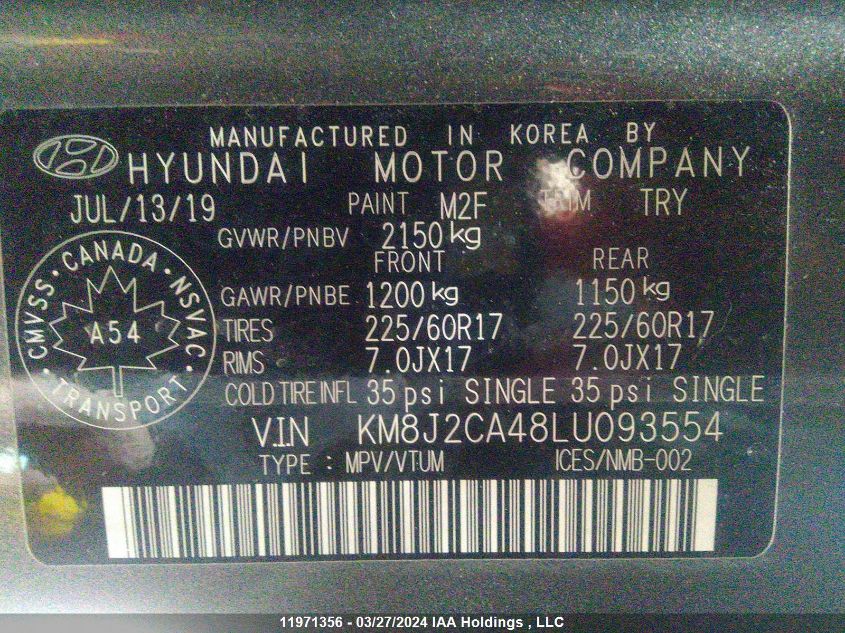 MANUFACTURED IN KOREA BY
HYUNDAI MOTOR COMPANY
JUL/13/19 PAINT M2F TRIM TRY
GVWR/PNBV 2150 kg
FRONT REAR
GAWR/PNBE 1200 kg 1150 kg
TIRES 225/60R17 225/60R17
RIMS 7.0JX17 7.0JX17
COLD TIRE INFL 35 psi SINGLE 35 psi SINGLE
V.I.N KM8J2CA48LU093554
TYPE : MPV/VTUM ICES/NMB-002
CMVSS · CANADA · NSVAC · TRANSPORT ·
A54
11971356 - 03/27/2024 IAA Holdings , LLC